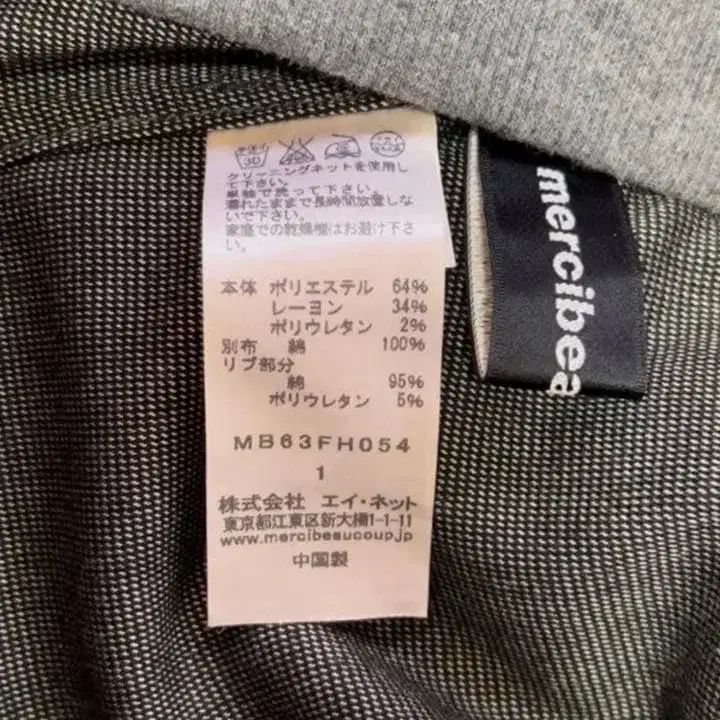 30
クリーニングネットを使用し
て下さい。
単独で洗って下さい。
濡れたままで長時間放置しな
いで下さい。
家庭での乾燥機はお避け下さ
い。
本体 ポリエステル 64%
レーヨン 34%
ポリウレタン 2%
別布 綿 100%
リブ部分
綿 95%
ポリウレタン 5%
MB63FH054
1
株式会社 エイ・ネット
東京都江東区新大橋1-1-11
www.mercibeaucoup.jp
中国製
mercibea